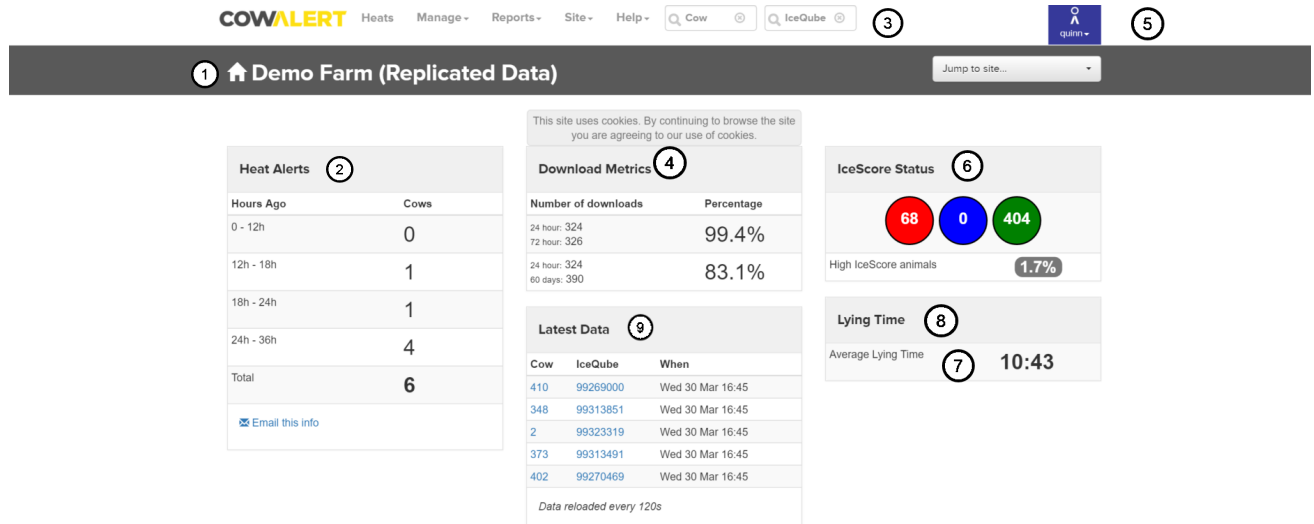 COWALERT Heats Manage Reports Site Help Cow IceQube 3 quinn 5
1 Demo Farm (Replicated Data) Jump to site...
This site uses cookies. By continuing to browse the site
you are agreeing to our use of cookies.
Heat Alerts 2
Hours Ago Cows
0 - 12h 0
12h - 18h 1
18h - 24h 1
24h - 36h 4
Total 6
Email this info
Download Metrics 4
Number of downloads Percentage
24 hour: 324
72 hour: 326
99.4%
24 hour: 324
60 days: 390
83.1%
Latest Data 9
Cow IceQube When
410 99269000 Wed 30 Mar 16:45
348 99313851 Wed 30 Mar 16:45
2 99323319 Wed 30 Mar 16:45
373 99313491 Wed 30 Mar 16:45
402 99270469 Wed 30 Mar 16:45
Data reloaded every 120s
IceScore Status 6
68 0 404
High IceScore animals 1.7%
Lying Time 8
Average Lying Time 7 10:43